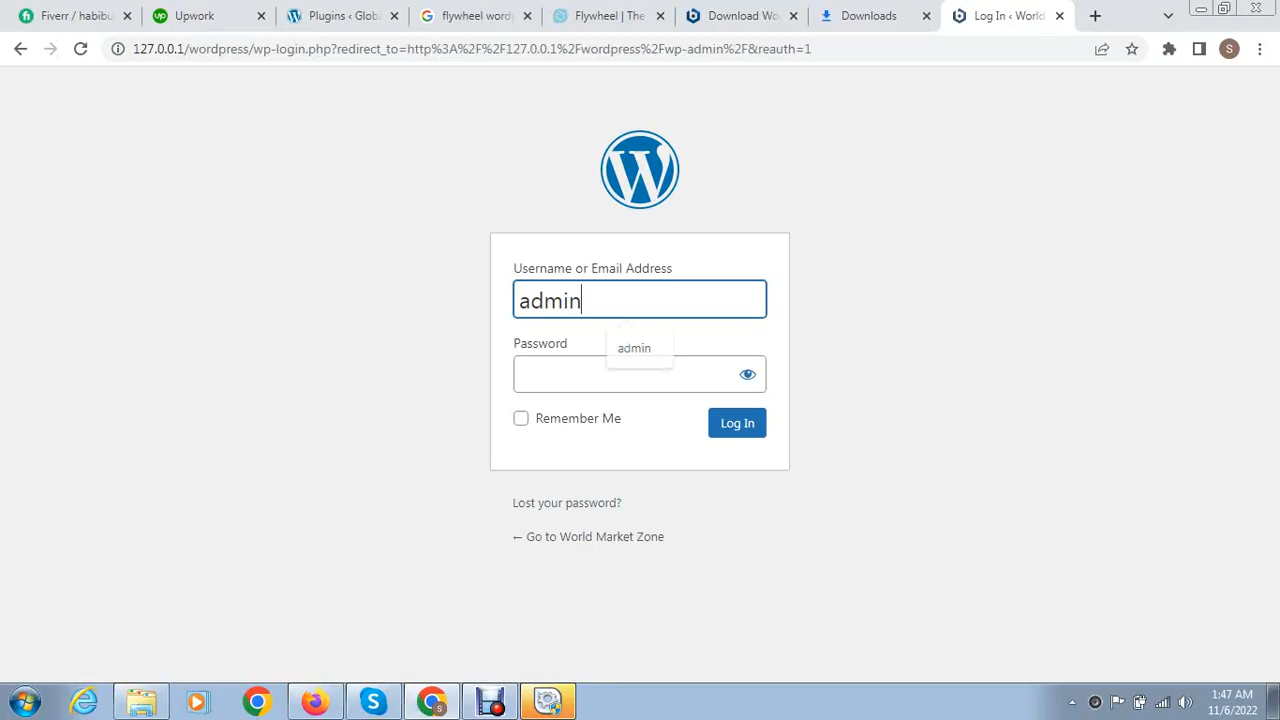 Fiverr / habibu
Upwork
Plugins ‹ Globa
flywheel word
Flywheel | The
Download Wo
Downloads
Log In ‹ World
127.0.0.1/wordpress/wp-login.php?redirect_to=http%3A%2F%2F127.0.0.1%2Fwordpress%2Fwp-admin%2F&reauth=1
S
Username or Email Address
admin
admin
Password
Remember Me
Log In
Lost your password?
← Go to World Market Zone
1:47 AM
11/6/2022